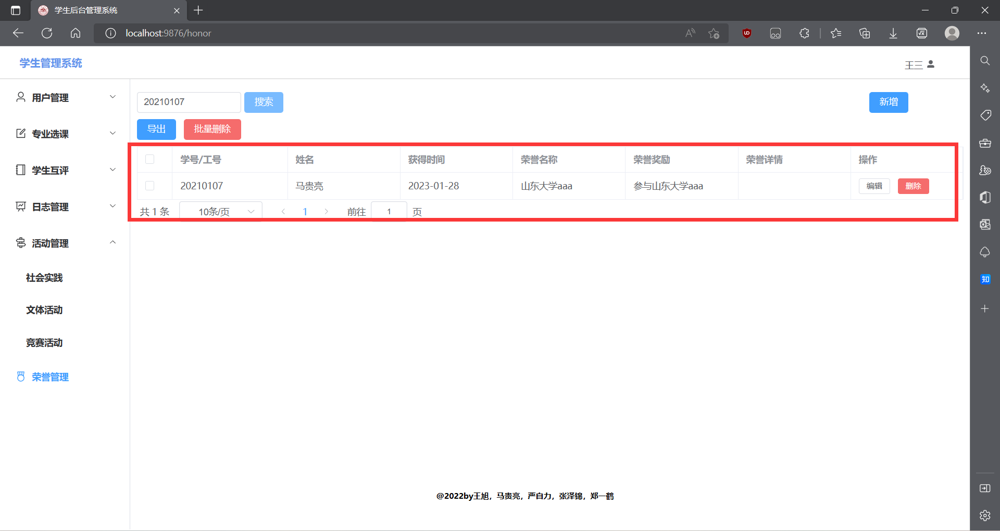 学生后台管理系统
localhost:9876/honor
学生管理系统
王三
用户管理
专业选课
学生互评
日志管理
活动管理
社会实践
文体活动
竞赛活动
荣誉管理
20210107 搜索 新增
导出 批量删除
学号/工号 姓名 获得时间 荣誉名称 荣誉奖励 荣誉详情 操作
20210107 马贵亮 2023-01-28 山东大学aaa 参与山东大学aaa 编辑 删除
共 1 条 10条/页 1 前往 1 页
知
@2022by王旭，马贵亮，严自力，张泽锦，郑一鹤